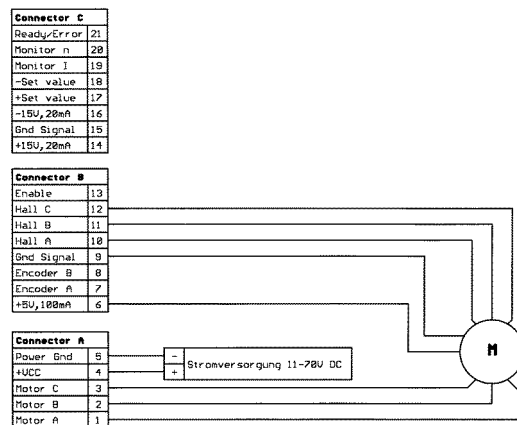 Connector C
Ready/Error 21
Monitor n 20
Monitor I 19
-Set value 18
+Set value 17
-15V,20mA 16
Gnd Signal 15
+15V,20mA 14
Connector B
Enable 13
Hall C 12
Hall B 11
Hall A 10
Gnd Signal 9
Encoder B 8
Encoder A 7
+5V,100mA 6
M
Connector A
Power Gnd 5
+VCC 4
Motor C 3
Motor B 2
Motor A 1
- Stromversorgung 11-70V DC
+